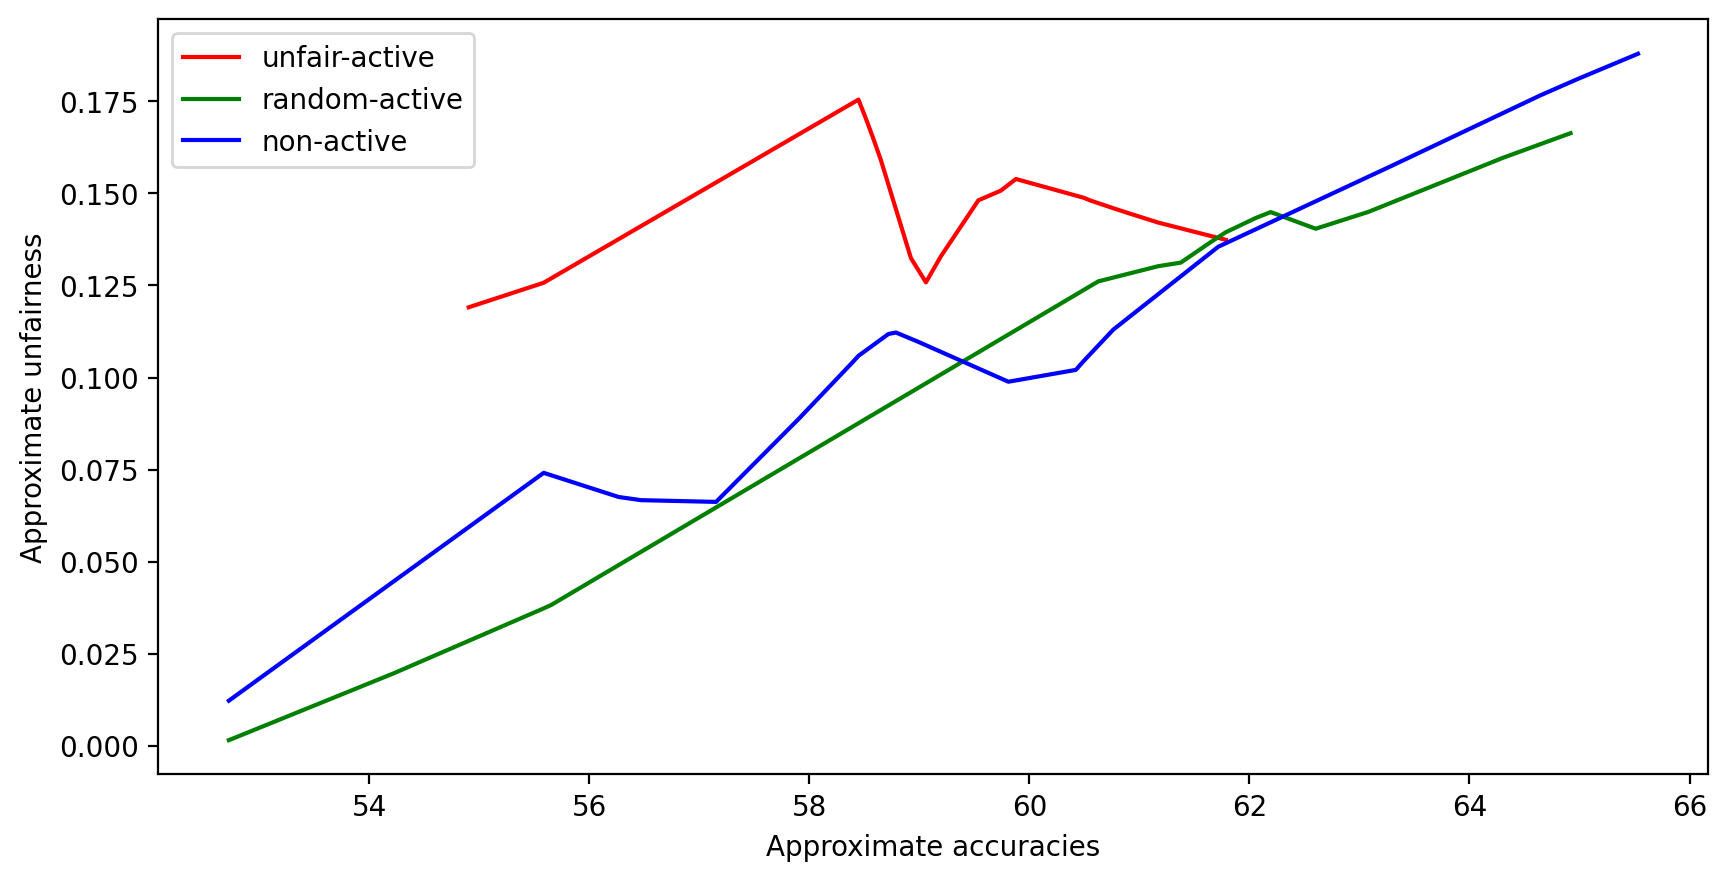 unfair-active
random-active
non-active
Approximate unfairness
0.175
0.150
0.125
0.100
0.075
0.050
0.025
0.000
54 56 58 60 62 64 66
Approximate accuracies